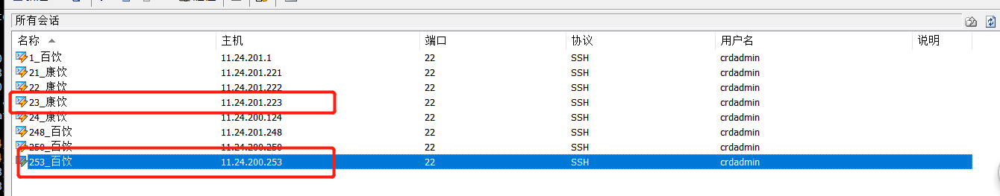 所有会话
名称 主机 端口 协议 用户名 说明
1_百饮 11.24.201.1 22 SSH crdadmin
21_康饮 11.24.201.221 22 SSH crdadmin
22_康饮 11.24.201.222 22 SSH crdadmin
23_康饮 11.24.201.223 22 SSH crdadmin
24_康饮 11.24.200.124 22 SSH crdadmin
248_百饮 11.24.201.248 22 SSH crdadmin
250_百饮 11.24.200.250 22 SSH crdadmin
253_百饮 11.24.200.253 22 SSH crdadmin